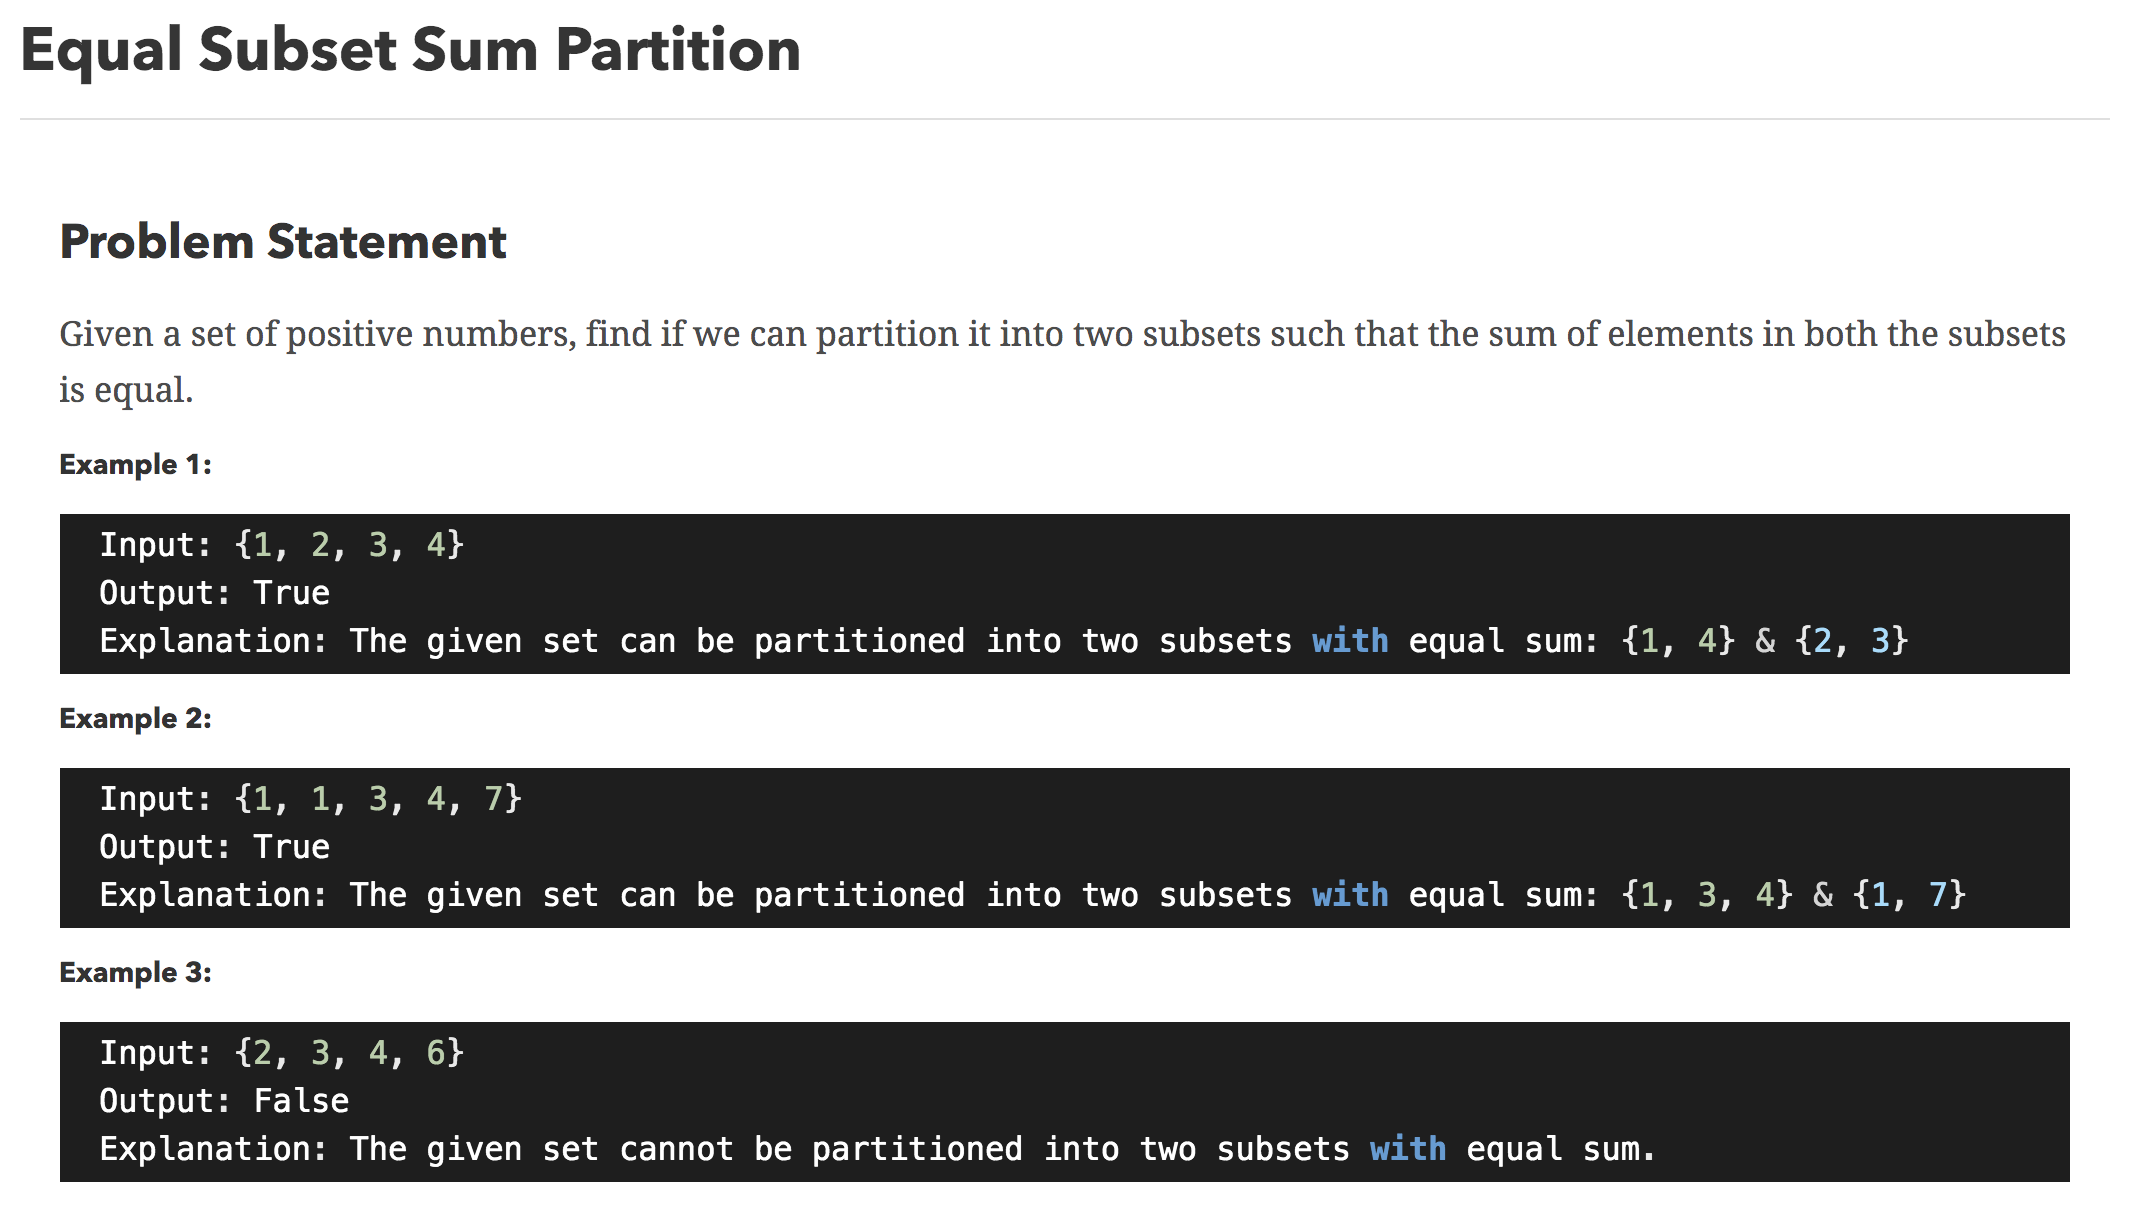 Equal Subset Sum Partition
Problem Statement
Given a set of positive numbers, find if we can partition it into two subsets such that the sum of elements in both the subsets
is equal.
Example 1:
Input: {1, 2, 3, 4}
Output: True
Explanation: The given set can be partitioned into two subsets with equal sum: {1, 4} & {2, 3}
Example 2:
Input: {1, 1, 3, 4, 7}
Output: True
Explanation: The given set can be partitioned into two subsets with equal sum: {1, 3, 4} & {1, 7}
Example 3:
Input: {2, 3, 4, 6}
Output: False
Explanation: The given set cannot be partitioned into two subsets with equal sum.